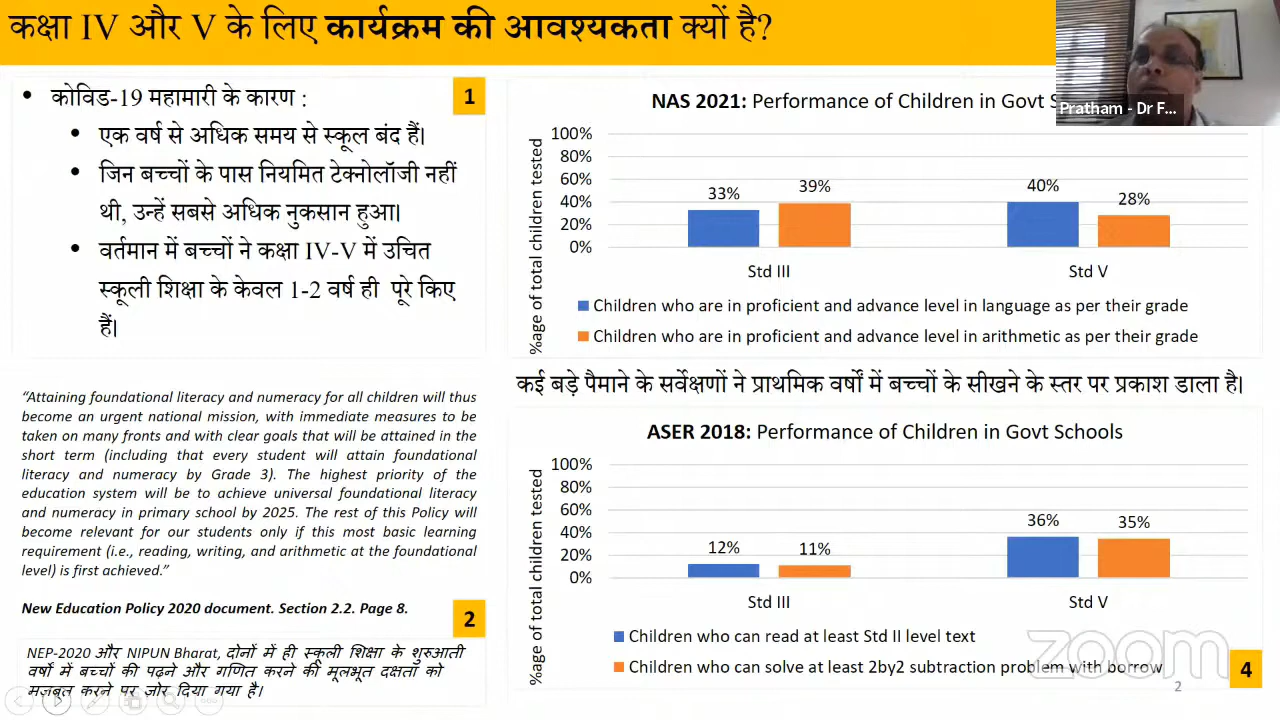 कक्षा IV और V के लिए कार्यक्रम की आवश्यकता क्यों है?
• कोविड-19 महामारी के कारण :
1
• एक वर्ष से अधिक समय से स्कूल बंद हैं।
• जिन बच्चों के पास नियमित टेक्नोलॉजी नहीं
थी, उन्हें सबसे अधिक नुकसान हुआ।
• वर्तमान में बच्चों ने कक्षा IV-V में उचित
स्कूली शिक्षा के केवल 1-2 वर्ष ही पूरे किए
हैं।
“Attaining foundational literacy and numeracy for all children will thus
become an urgent national mission, with immediate measures to be
taken on many fronts and with clear goals that will be attained in the
short term (including that every student will attain foundational
literacy and numeracy by Grade 3). The highest priority of the
education system will be to achieve universal foundational literacy
and numeracy in primary school by 2025. The rest of this Policy will
become relevant for our students only if this most basic learning
requirement (i.e., reading, writing, and arithmetic at the foundational
level) is first achieved.”
New Education Policy 2020 document. Section 2.2. Page 8.
2
NEP-2020 और NIPUN Bharat, दोनों में ही स्कूली शिक्षा के शुरुआती
वर्षों में बच्चों की पढ़ने और गणित करने की मूलभूत दक्षता को
मज़बूत करने पर ज़ोर दिया गया है।
NAS 2021: Performance of Children in Govt
Pratham - Dr F...
%age of total children tested
100%
80%
60%
40%
20%
0%
33%
39%
40%
28%
Std III
Std V
Children who are in proficient and advance level in language as per their grade
Children who are in proficient and advance level in arithmetic as per their grade
कई बड़े पैमाने के सर्वेक्षणों ने प्राथमिक वर्षों में बच्चों के सीखने के स्तर पर प्रकाश डाला है।
ASER 2018: Performance of Children in Govt Schools
%age of total children tested
100%
80%
60%
40%
20%
0%
12%
11%
36%
35%
Std III
Std V
Children who can read at least Std II level text
Children who can solve at least 2by2 subtraction problem with borrow
zoom
4
2